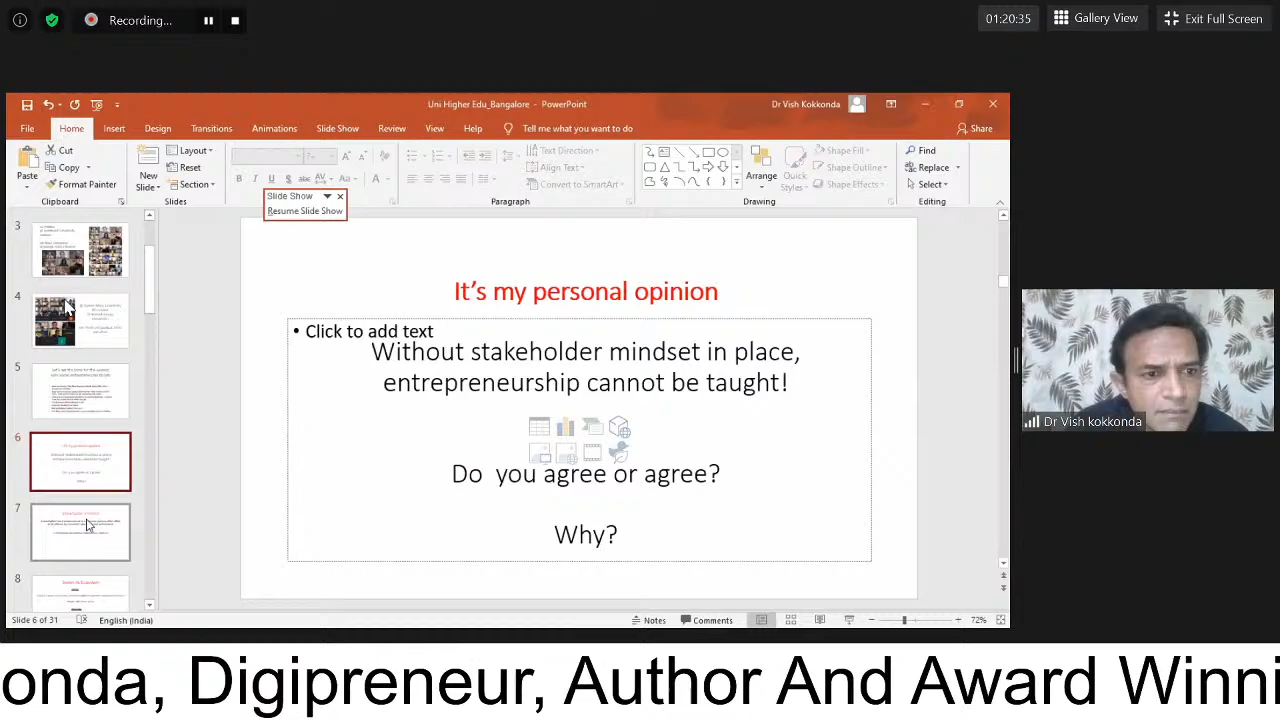 Recording...
01:20:35
Gallery View
Exit Full Screen
Uni Higher Edu_Bangalore - PowerPoint
Dr Vish Kokkonda
File Home Insert Design Transitions Animations Slide Show Review View Help Tell me what you want to do
Share
Paste
Cut
Copy
Format Painter
Clipboard
New
Slide
Layout
Reset
Section
Slides
Slide Show
Resume Slide Show
Text Direction
Align Text
Convert to SmartArt
Paragraph
Arrange
Quick
Styles
Shape Fill
Shape Outline
Shape Effects
Drawing
Find
Replace
Select
Editing
3
4
5
6
7
8
It's my personal opinion
• Click to add text
Without stakeholder mindset in place,
entrepreneurship cannot be taught!
Do you agree or agree?
Why?
Dr Vish kokkonda
Slide 6 of 31
English (India)
Notes
Comments
72%
onda, Digipreneur, Author And Award Winni